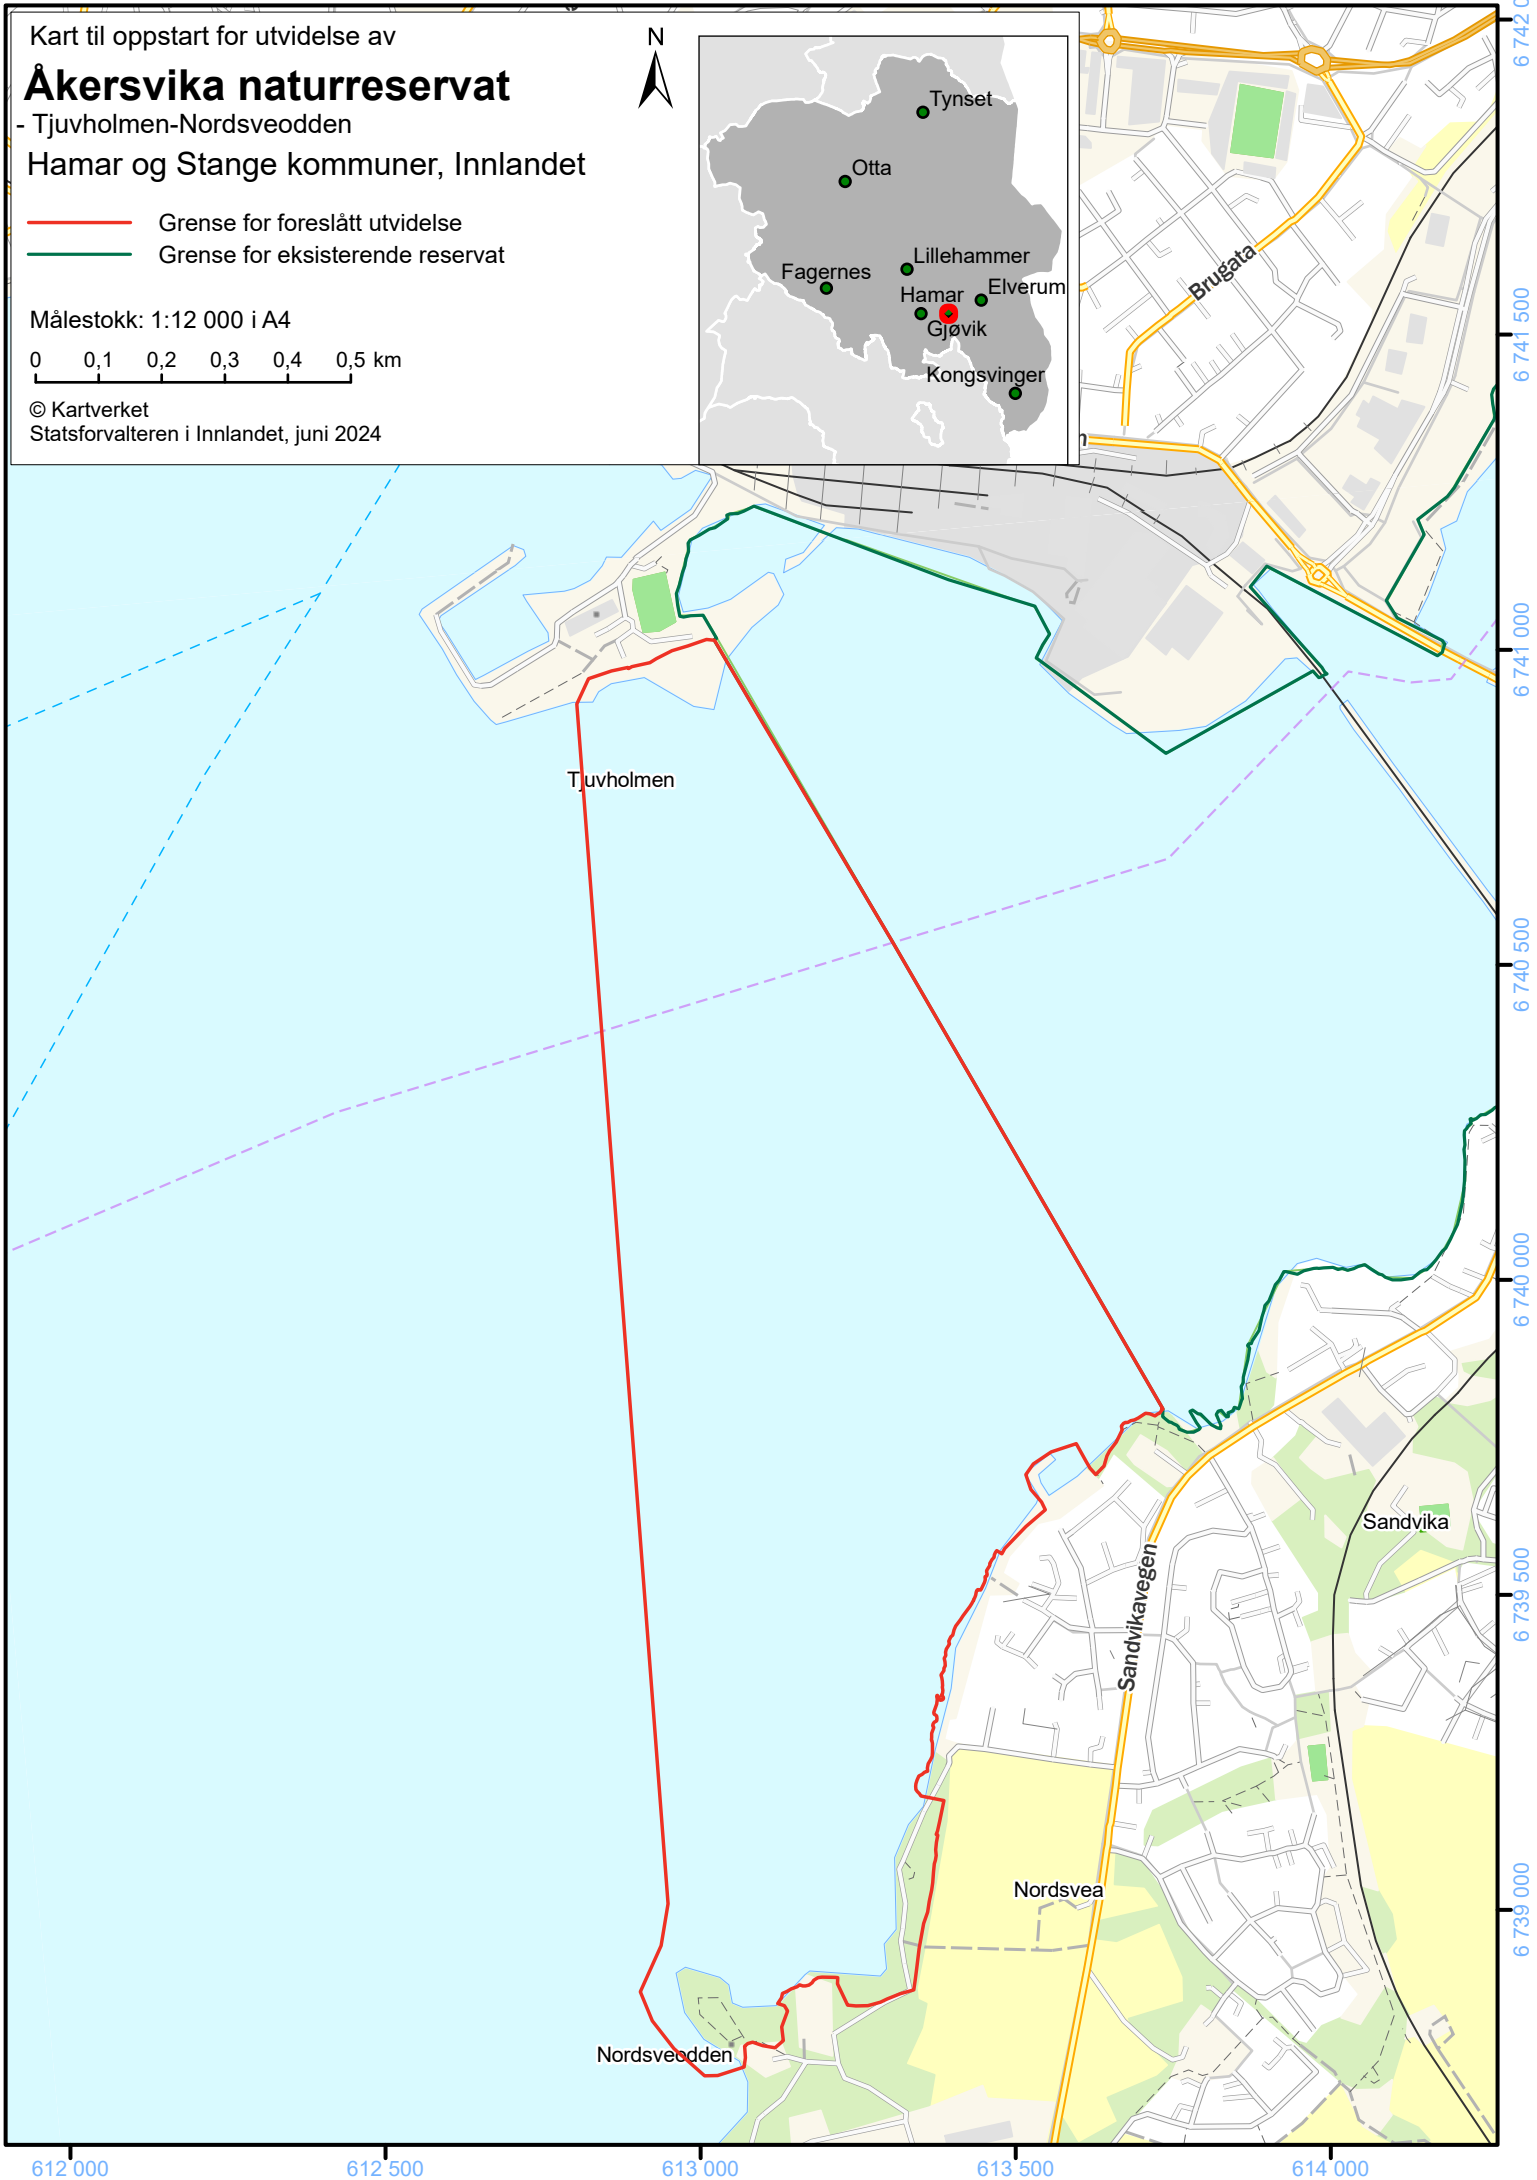 Kart til oppstart for utvidelse av
Åkersvika naturreservat
- Tjuvholmen-Nordsveodden
Hamar og Stange kommuner, Innlandet
Grense for foreslått utvidelse
Grense for eksisterende reservat
Målestokk: 1:12 000 i A4
0 0,1 0,2 0,3 0,4 0,5 km
© Kartverket
Statsforvalteren i Innlandet, juni 2024
N
Tynset
Otta
Lillehammer
Fagernes
Elverum
Hamar
Gjøvik
Kongsvinger
Brugata
Tjuvholmen
Sandvika
Sandvikavegen
Nordsvea
Nordsveodden
6 741 500
6 741 000
6 740 500
6 740 000
6 739 500
6 739 000
612 000 612 500 613 000 613 500 614 000